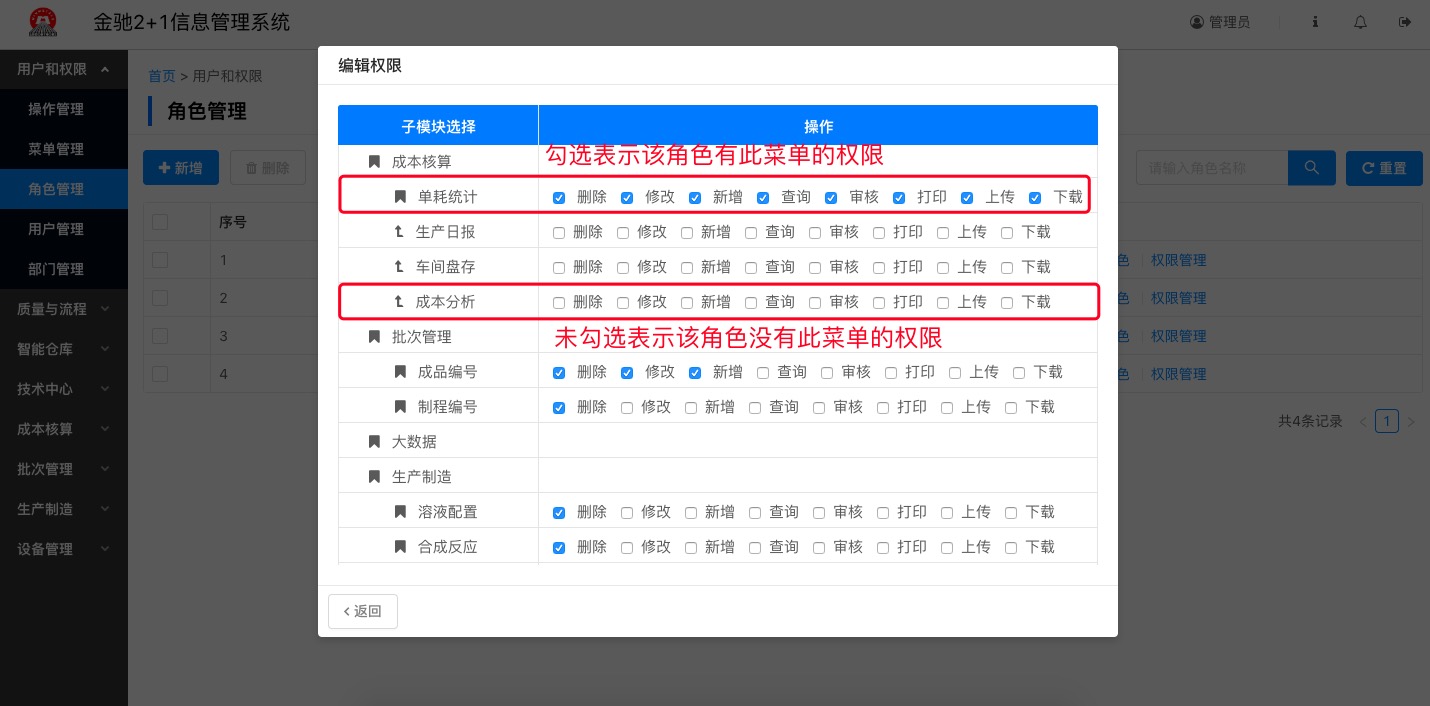 金驰2+1信息管理系统 管理员
用户和权限
操作管理
菜单管理
角色管理
用户管理
部门管理
质量与流程
智能仓库
技术中心
成本核算
批次管理
生产制造
设备管理
首页 > 用户和权限
角色管理
新增 删除 请输入角色名称 重置
序号
1 色 权限管理
2 色 权限管理
3 色 权限管理
4 色 权限管理
共4条记录 < 1 >
编辑权限
子模块选择 操作
成本核算 勾选表示该角色有此菜单的权限
单耗统计 删除 修改 新增 查询 审核 打印 上传 下载
生产日报 删除 修改 新增 查询 审核 打印 上传 下载
车间盘存 删除 修改 新增 查询 审核 打印 上传 下载
成本分析 删除 修改 新增 查询 审核 打印 上传 下载
批次管理 未勾选表示该角色没有此菜单的权限
成品编号 删除 修改 新增 查询 审核 打印 上传 下载
制程编号 删除 修改 新增 查询 审核 打印 上传 下载
大数据
生产制造
溶液配置 删除 修改 新增 查询 审核 打印 上传 下载
合成反应 删除 修改 新增 查询 审核 打印 上传 下载
< 返回